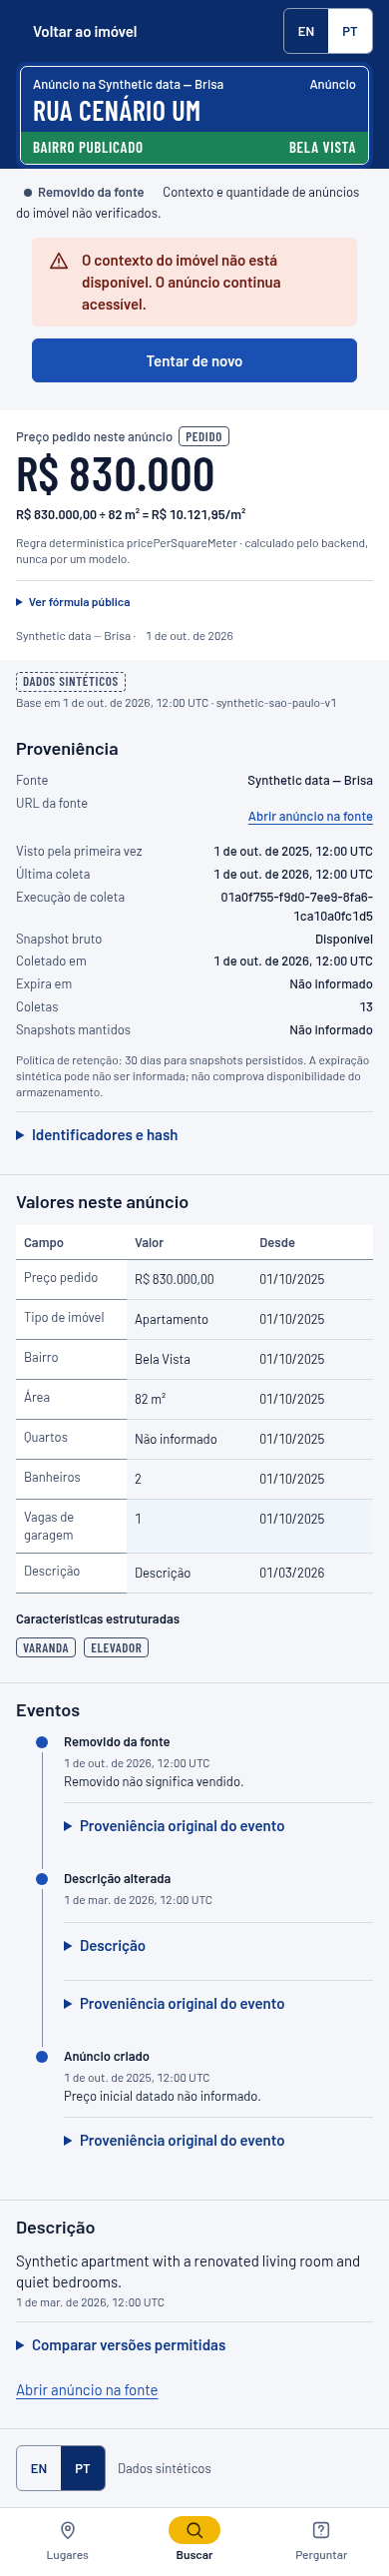 Voltar ao imóvel
EN PT
Anúncio na Synthetic data — Brisa Anúncio
RUA CENÁRIO UM
BAIRRO PUBLICADO BELA VISTA
Removido da fonte Contexto e quantidade de anúncios
do imóvel não verificados.
O contexto do imóvel não está
disponível. O anúncio continua
acessível.
Tentar de novo
Preço pedido neste anúncio PEDIDO
R$ 830.000
R$ 830.000,00 ÷ 82 m² = R$ 10.121,95/m²
Regra determinística pricePerSquareMeter · calculado pelo backend,
nunca por um modelo.
Ver fórmula pública
Synthetic data — Brisa · 1 de out. de 2026
DADOS SINTÉTICOS
Base em 1 de out. de 2026, 12:00 UTC · synthetic-sao-paulo-v1
Proveniência
Fonte Synthetic data — Brisa
URL da fonte
Abrir anúncio na fonte
Visto pela primeira vez 1 de out. de 2025, 12:00 UTC
Última coleta 1 de out. de 2026, 12:00 UTC
Execução de coleta 01a0f755-f9d0-7ee9-8fa6-
1ca10a0fc1d5
Snapshot bruto Disponível
Coletado em 1 de out. de 2026, 12:00 UTC
Expira em Não informado
Coletas 13
Snapshots mantidos Não informado
Política de retenção: 30 dias para snapshots persistidos. A expiração
sintética pode não ser informada; não comprova disponibilidade do
armazenamento.
Identificadores e hash
Valores neste anúncio
Campo Valor Desde
Preço pedido R$ 830.000,00 01/10/2025
Tipo de imóvel Apartamento 01/10/2025
Bairro Bela Vista 01/10/2025
Área 82 m² 01/10/2025
Quartos Não informado 01/10/2025
Banheiros 2 01/10/2025
Vagas de
garagem 1 01/10/2025
Descrição Descrição 01/03/2026
Características estruturadas
VARANDA ELEVADOR
Eventos
Removido da fonte
1 de out. de 2026, 12:00 UTC
Removido não significa vendido.
Proveniência original do evento
Descrição alterada
1 de mar. de 2026, 12:00 UTC
Descrição
Proveniência original do evento
Anúncio criado
1 de out. de 2025, 12:00 UTC
Preço inicial datado não informado.
Proveniência original do evento
Descrição
Synthetic apartment with a renovated living room and
quiet bedrooms.
1 de mar. de 2026, 12:00 UTC
Comparar versões permitidas
Abrir anúncio na fonte
EN PT Dados sintéticos
Lugares Buscar Perguntar